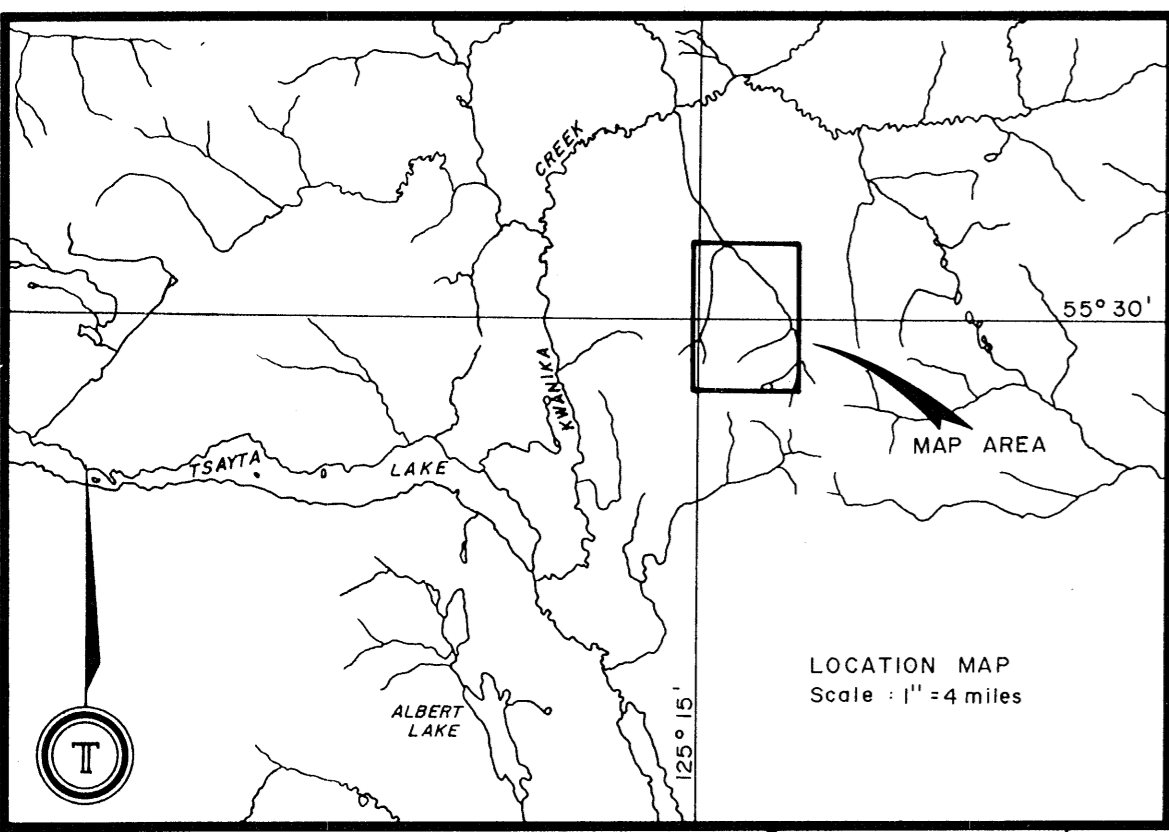 CREEK
55° 30'
KWANIKA
MAP AREA
TSAYTA LAKE
LOCATION MAP
Scale : 1" = 4 miles
125° 15'
ALBERT
LAKE
T